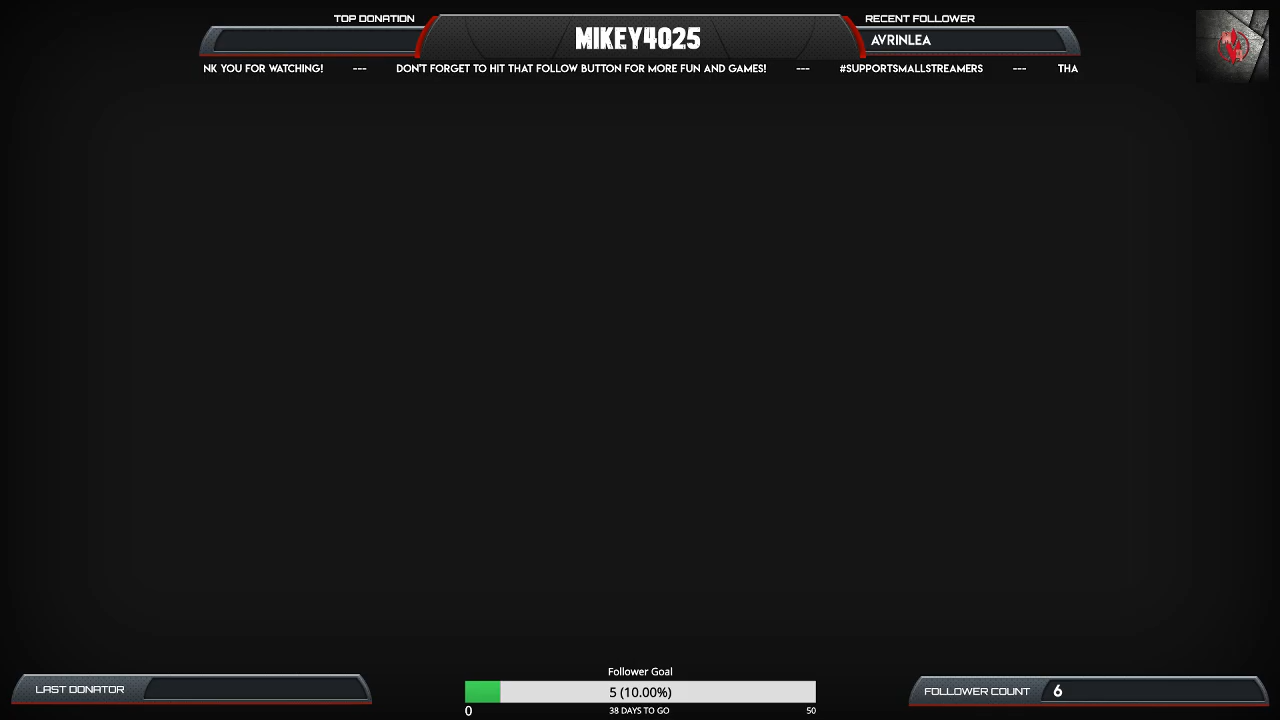 TOP DONATION
MIKEY4025
RECENT FOLLOWER
AVRINLEA
NK YOU FOR WATCHING! --- DON'T FORGET TO HIT THAT FOLLOW BUTTON FOR MORE FUN AND GAMES! --- #SUPPORTSMALLSTREAMERS --- THA
Follower Goal
LAST DONATOR
5 (10.00%)
FOLLOWER COUNT 6
0 38 DAYS TO GO 50